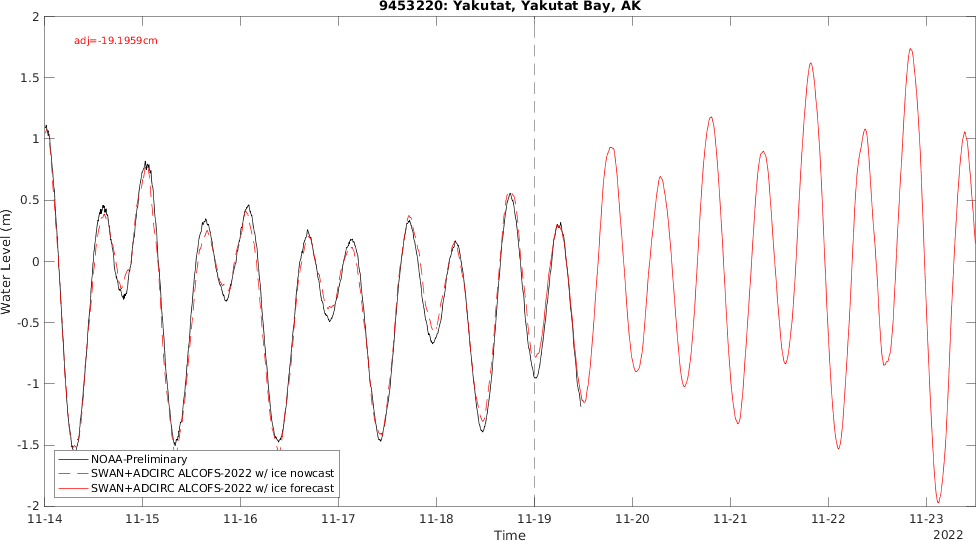 9453220: Yakutat, Yakutat Bay, AK
adj=-19.1959cm
2
1.5
1
0.5
0
-0.5
-1
-1.5
-2
Water Level (m)
NOAA-Preliminary
SWAN+ADCIRC ALCOFS-2022 w/ ice nowcast
SWAN+ADCIRC ALCOFS-2022 w/ ice forecast
11-14 11-15 11-16 11-17 11-18 11-19 11-20 11-21 11-22 11-23
Time
2022